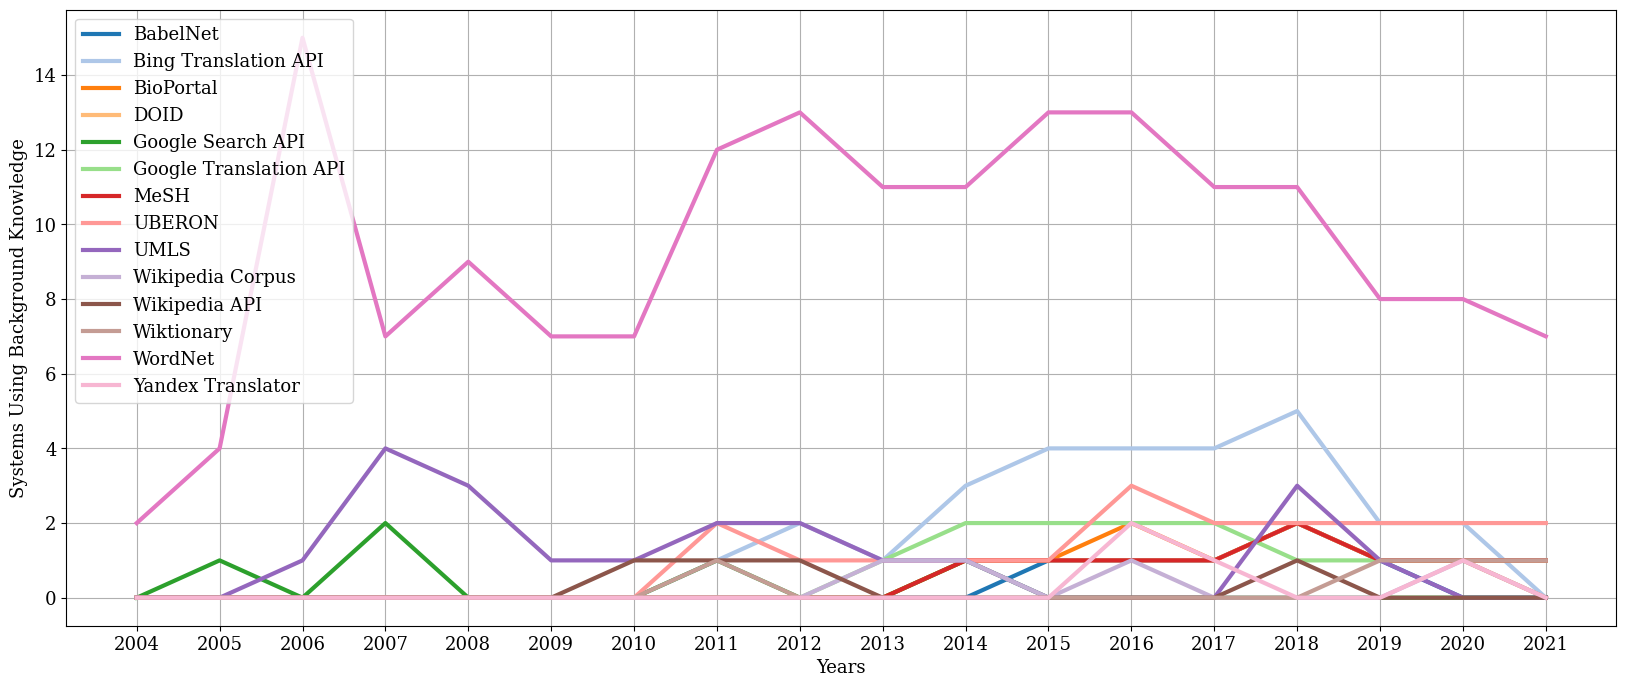 BabelNet
Bing Translation API
BioPortal
DOID
Google Search API
Google Translation API
MeSH
UBERON
UMLS
Wikipedia Corpus
Wikipedia API
Wiktionary
WordNet
Yandex Translator
Systems Using Background Knowledge
14
12
10
8
6
4
2
0
2004 2005 2006 2007 2008 2009 2010 2011 2012 2013 2014 2015 2016 2017 2018 2019 2020 2021
Years